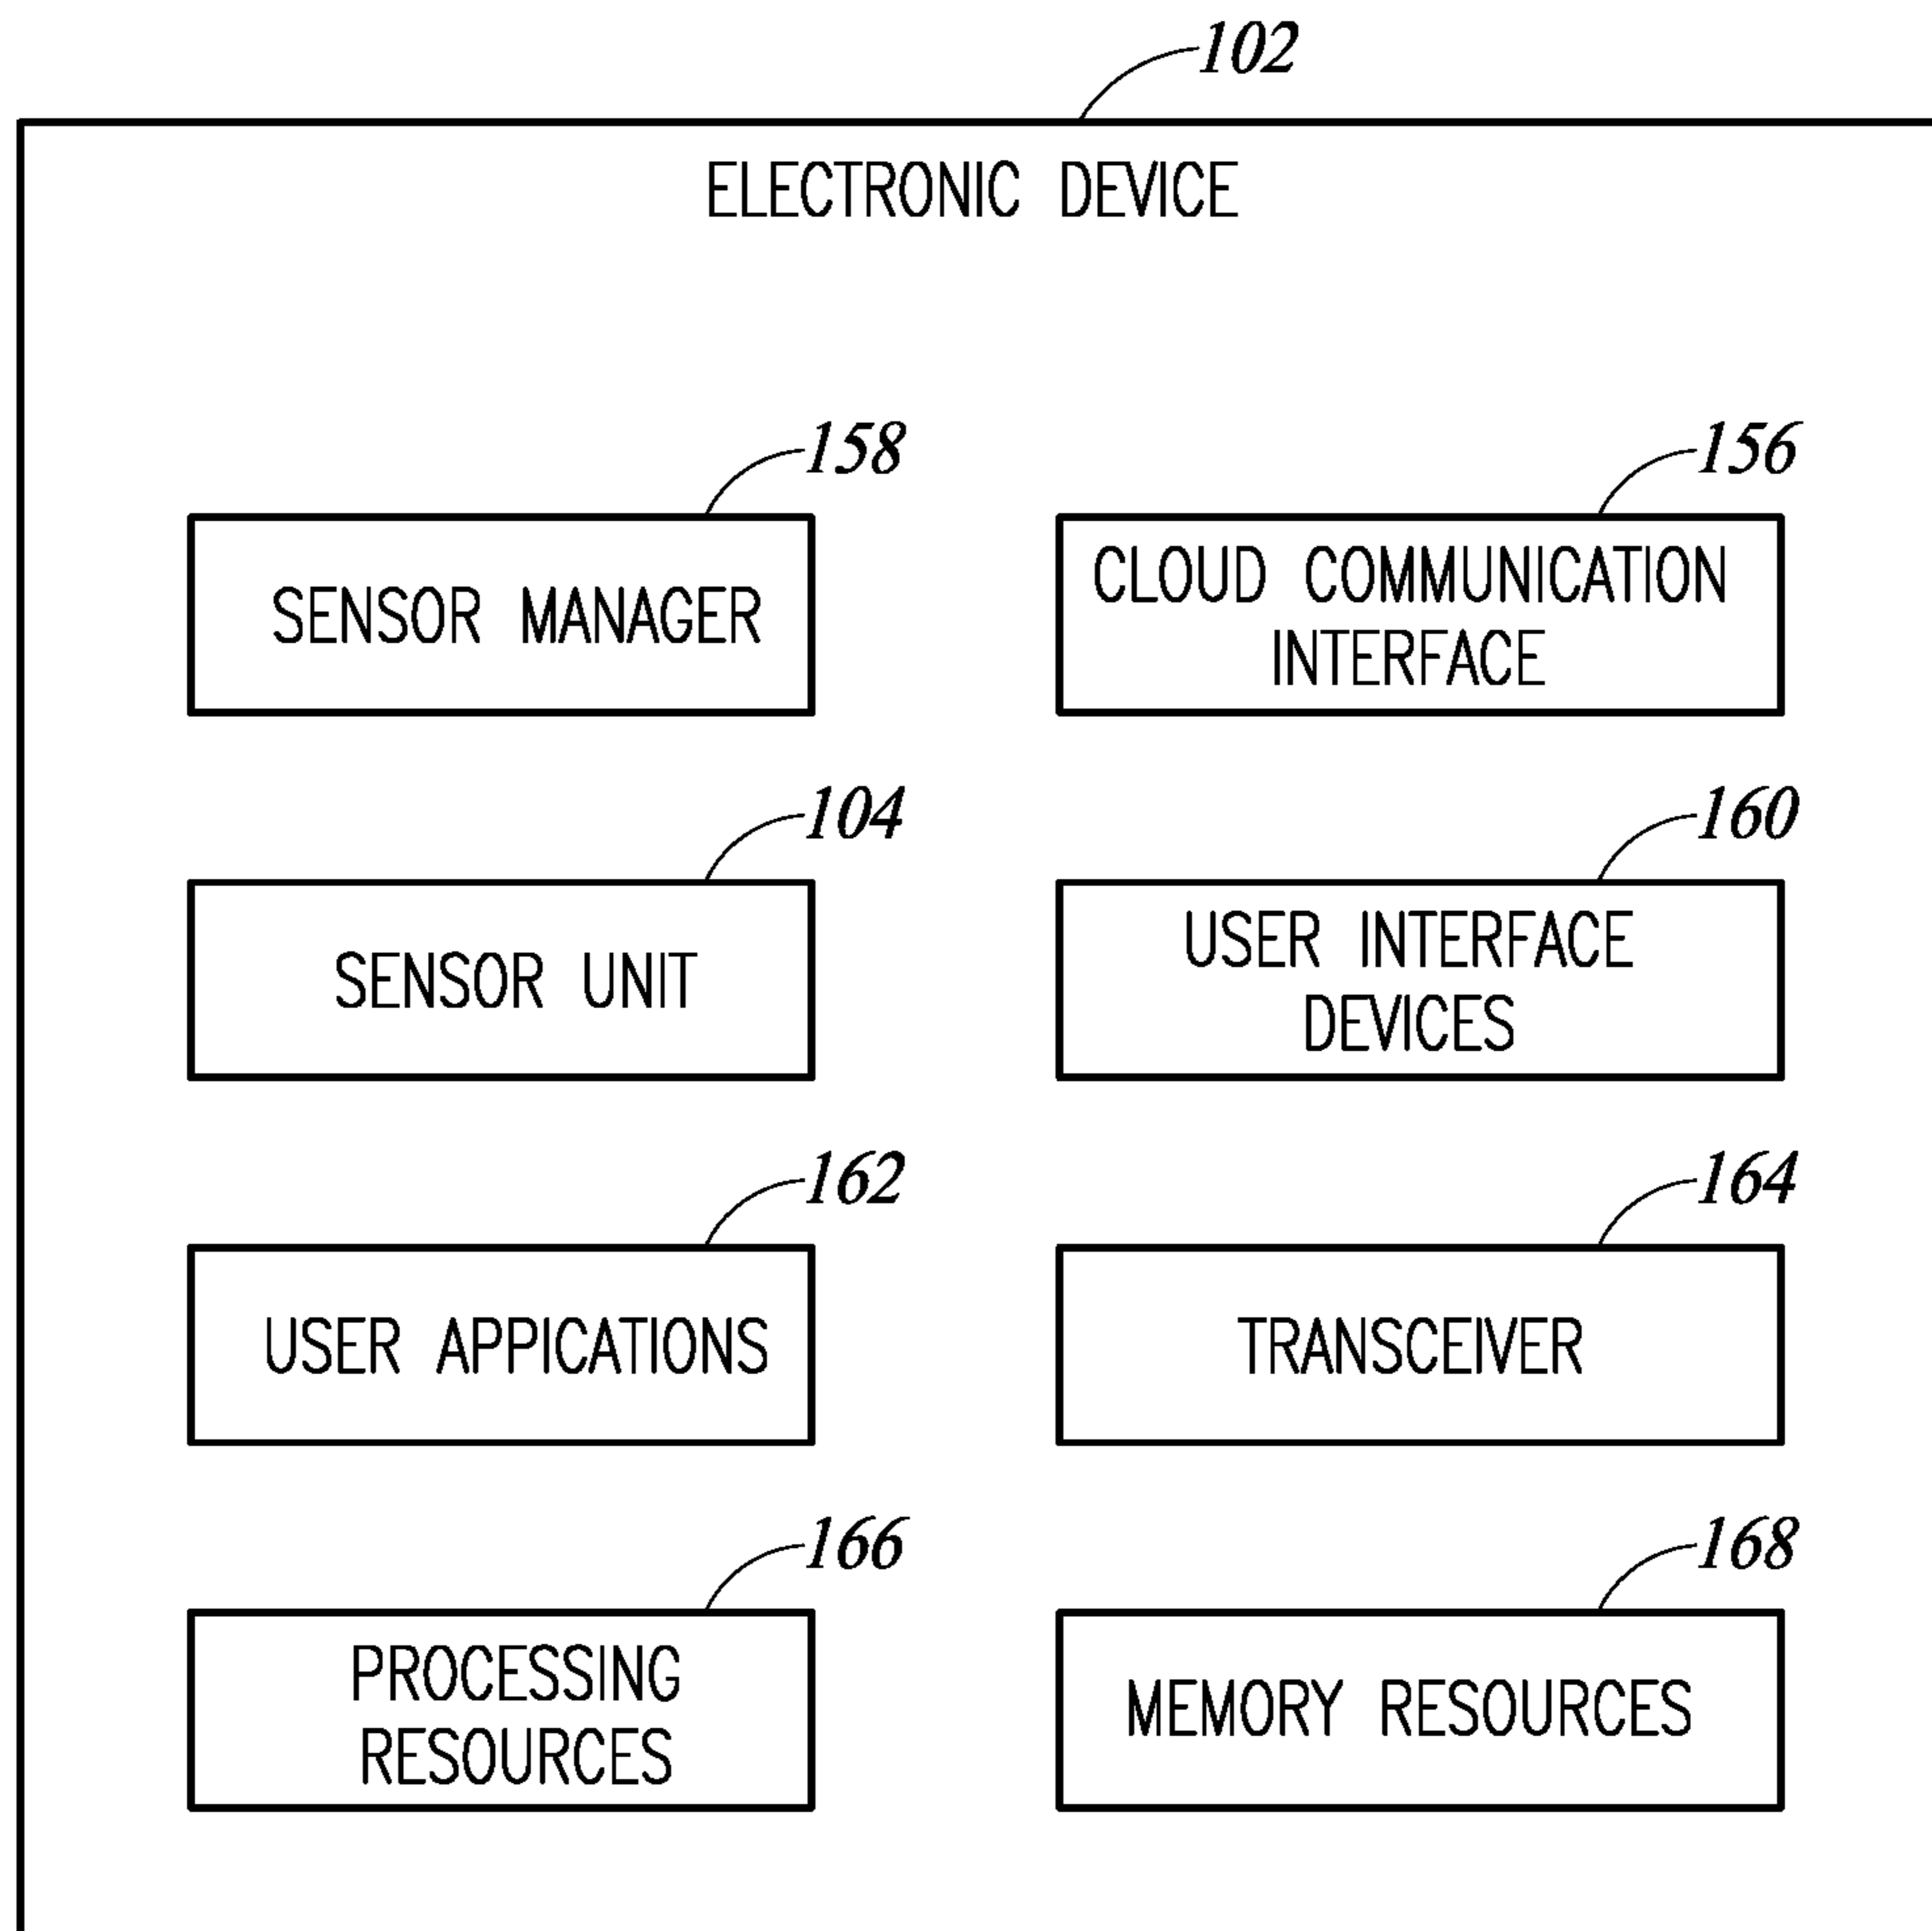 102
ELECTRONIC DEVICE
158
SENSOR MANAGER
156
CLOUD COMMUNICATION
INTERFACE
104
SENSOR UNIT
160
USER INTERFACE
DEVICES
162
USER APPICATIONS
164
TRANSCEIVER
166
PROCESSING
RESOURCES
168
MEMORY RESOURCES